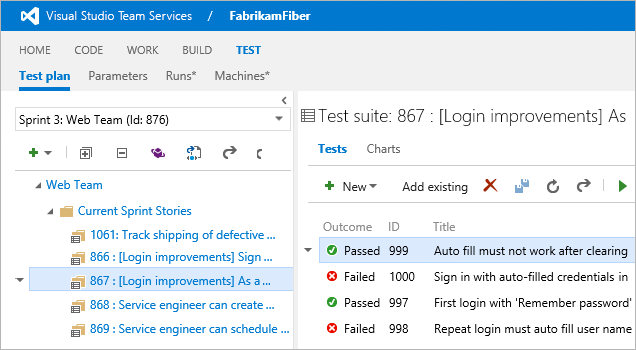 Visual Studio Team Services / FabrikamFiber
HOME CODE WORK BUILD TEST
Test plan Parameters Runs* Machines*
Sprint 3: Web Team (Id: 876)
Web Team
Current Sprint Stories
1061: Track shipping of defective ...
866 : [Login improvements] Sign ...
867 : [Login improvements] As a ...
868 : Service engineer can create ...
869 : Service engineer can schedule ...
Test suite: 867 : [Login improvements] As
Tests Charts
New Add existing
Outcome ID Title
Passed 999 Auto fill must not work after clearing
Failed 1000 Sign in with auto-filled credentials in
Passed 997 First login with 'Remember password'
Failed 998 Repeat login must auto fill user name